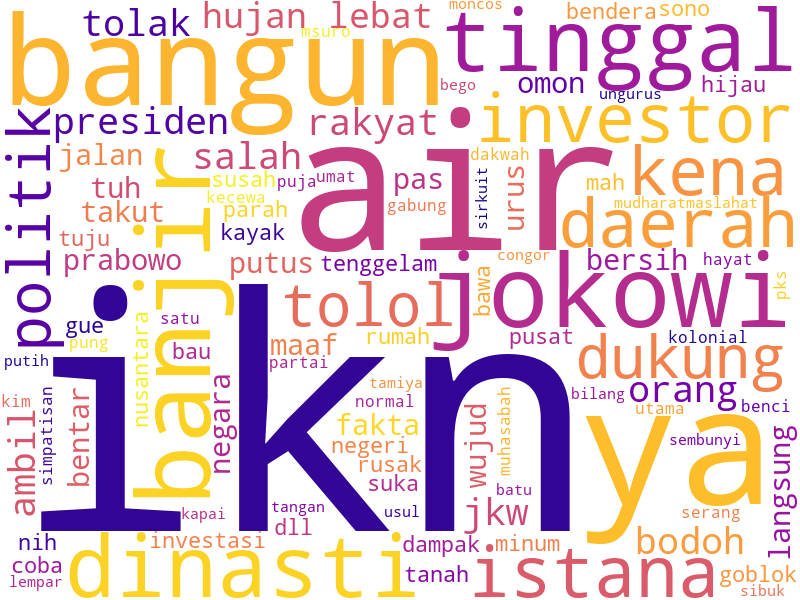 moncos
tolak
hujan lebat
bendera
sono
msuro
bangun
tinggal
bego
omon
hijau
ungurus
politik
presiden
rakyat
investor
jalan
salah
air
dakwah
kena
susah
puja
umat
pas
sirkuit
urus
mah
tuh
kecewa
takut
parah
gabung
daerah
mudharatmaslahat
banjir
tuju
kayak
prabowo
putus
tenggelam
congor
bersih
hayat
jokowi
bawa
pks
ikn
tolol
gue
satu
pung
nusantara
maaf
rumah
pusat
kolonial
putih
bau
partai
dukung
tamiya
kim
simpatisan
bentar
negara
normal
bilang
orang
benci
utama
ya
ambil
fakta
wujud
muhasabah
negeri
rusak
sembunyi
langsung
suka
batu
kapai
tangan
usul
jkw
serang
dll
nih
dinasti
investasi
dampak
minum
bodoh
coba
tanah
istana
goblok
lempar
sibuk